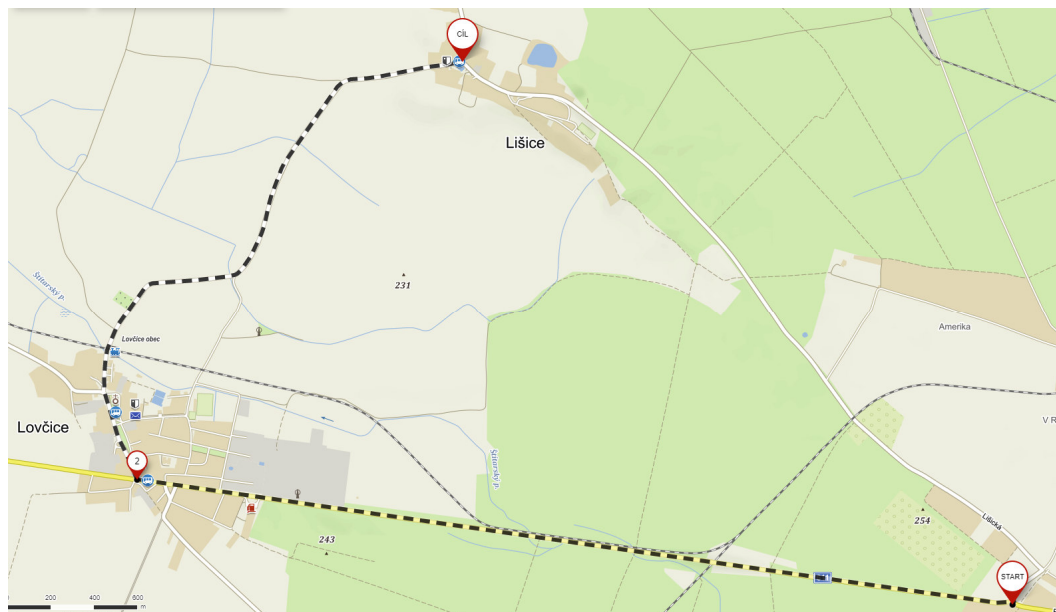 CÍL
Lišice
Štítarský p.
231
Lovčice obec
Amerika
V R
Lovčice
2
Štítarský p.
Lišická
254
243
START
200
400
600
m